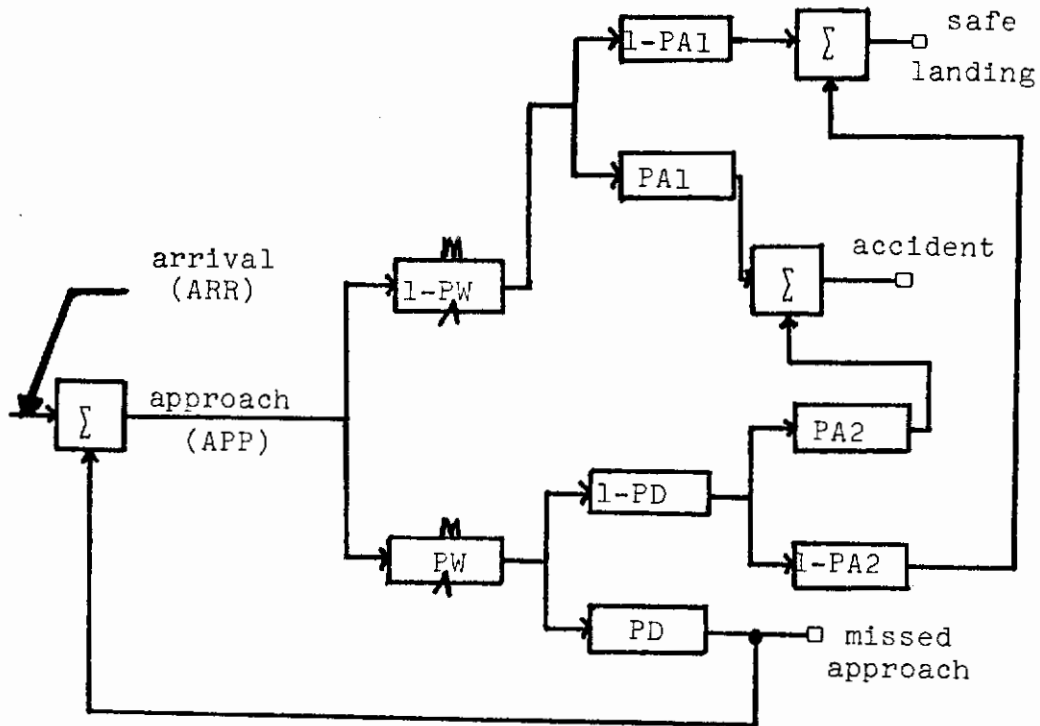 1-PA1
Σ
safe
landing
PA1
arrival
(ARR)
M
1-PW
Λ
Σ
accident
Σ
approach
(APP)
PA2
1-PD
M
PW
Λ
1-PA2
PD
missed
approach